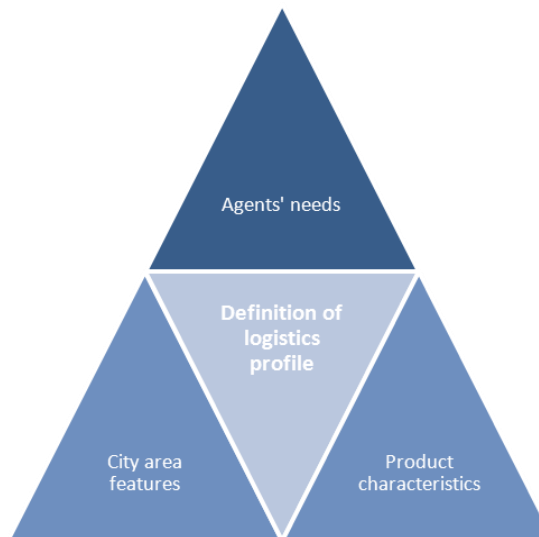 Agents' needs
Definition of
logistics
profile
City area
features
Product
characteristics